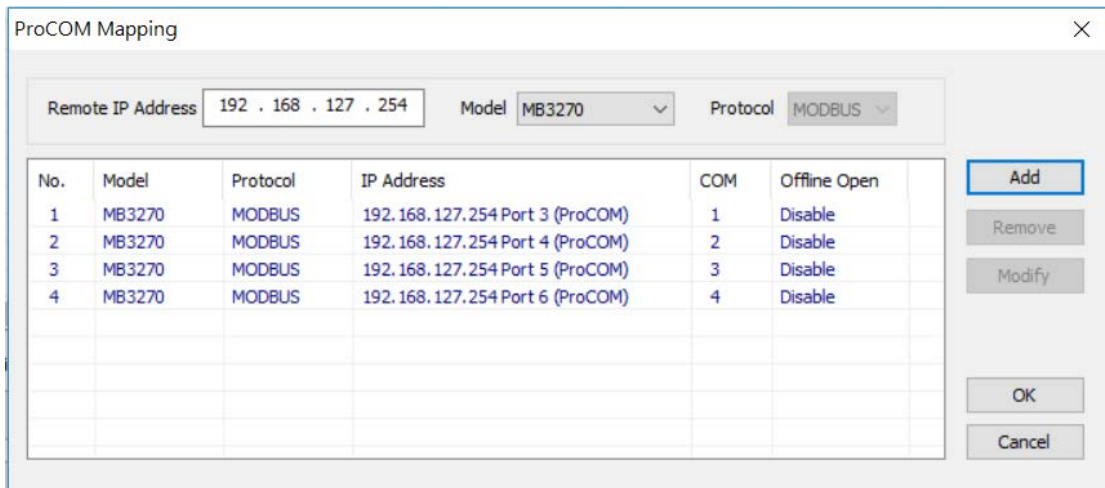 ProCOM Mapping
Remote IP Address 192 . 168 . 127 . 254 Model MB3270 Protocol MODBUS
No. Model Protocol IP Address COM Offline Open
1 MB3270 MODBUS 192.168.127.254 Port 3 (ProCOM) 1 Disable
2 MB3270 MODBUS 192.168.127.254 Port 4 (ProCOM) 2 Disable
3 MB3270 MODBUS 192.168.127.254 Port 5 (ProCOM) 3 Disable
4 MB3270 MODBUS 192.168.127.254 Port 6 (ProCOM) 4 Disable
Add
Remove
Modify
OK
Cancel